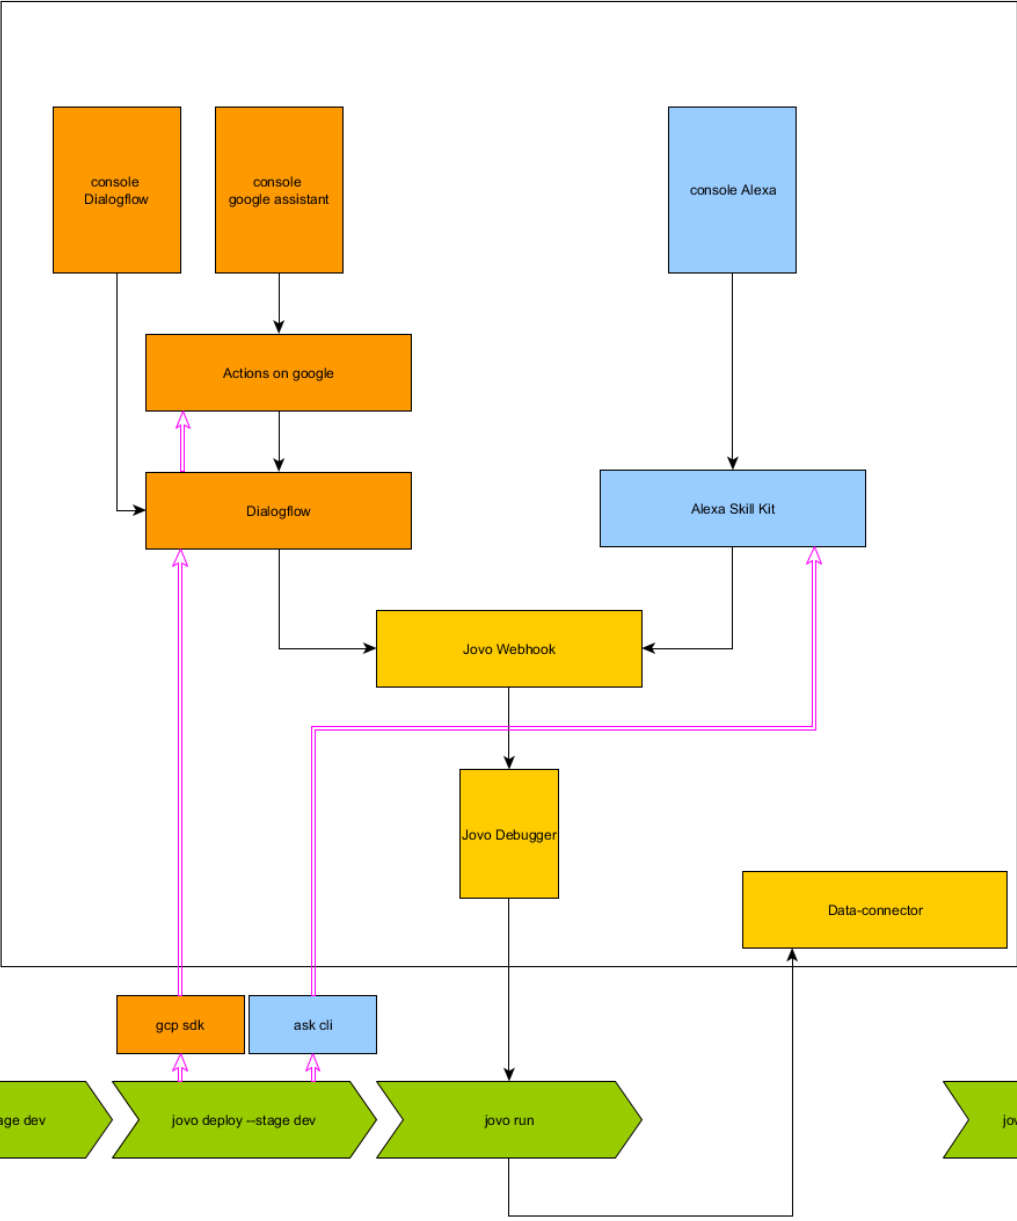 console
Dialogflow
console
google assistant
console Alexa
Actions on google
Dialogflow
Alexa Skill Kit
Jovo Webhook
Jovo Debugger
Data-connector
gcp sdk
ask cli
age dev
jovo deploy --stage dev
jovo run
jov